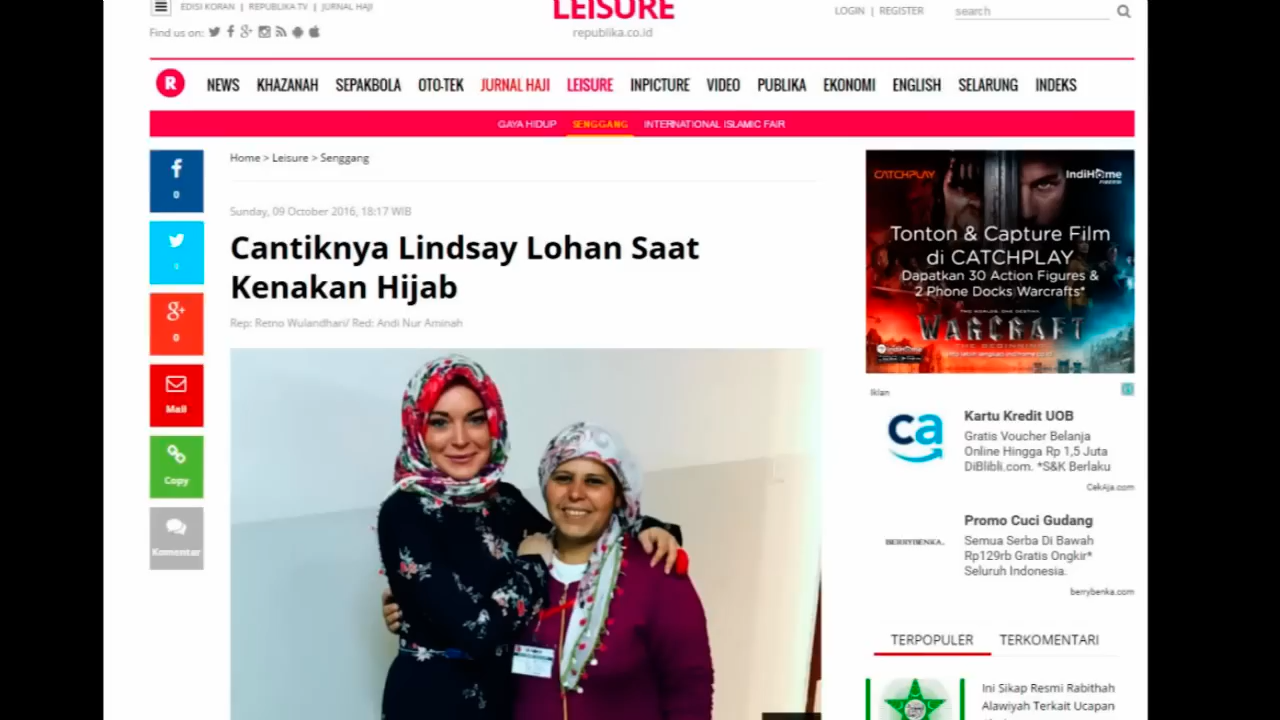 EDISI KORAN | REPUBLIKA TV | JURNAL HAJI
LEISURE
republika.co.id
LOGIN | REGISTER
search
Find us on:
R
NEWS KHAZANAH SEPAKBOLA OTO-TEK JURNAL HAJI LEISURE INPICTURE VIDEO PUBLIKA EKONOMI ENGLISH SELARUNG INDEKS
GAYA HIDUP SENGGANG INTERNATIONAL ISLAMIC FAIR
0
0
Mail
Copy
Komentar
Home > Leisure > Senggang
Sunday, 09 October 2016, 18:17 WIB
Cantiknya Lindsay Lohan Saat
Kenakan Hijab
Rep: Retno Wulandhari/ Red: Andi Nur Aminah
CATCHPLAY
IndiHome
Tonton & Capture Film
di CATCHPLAY
Dapatkan 30 Action Figures &
2 Phone Docks Warcrafts*
WARCRAFT
THE BEGINNING
Iklan
ca
Kartu Kredit UOB
Gratis Voucher Belanja
Online Hingga Rp 1,5 Juta
DiBlibli.com. *S&K Berlaku
CekAja.com
BERRYBENKA.
Promo Cuci Gudang
Semua Serba Di Bawah
Rp129rb Gratis Ongkir*
Seluruh Indonesia.
berrybenka.com
TERPOPULER TERKOMENTARI
Ini Sikap Resmi Rabithah
Alawiyah Terkait Ucapan